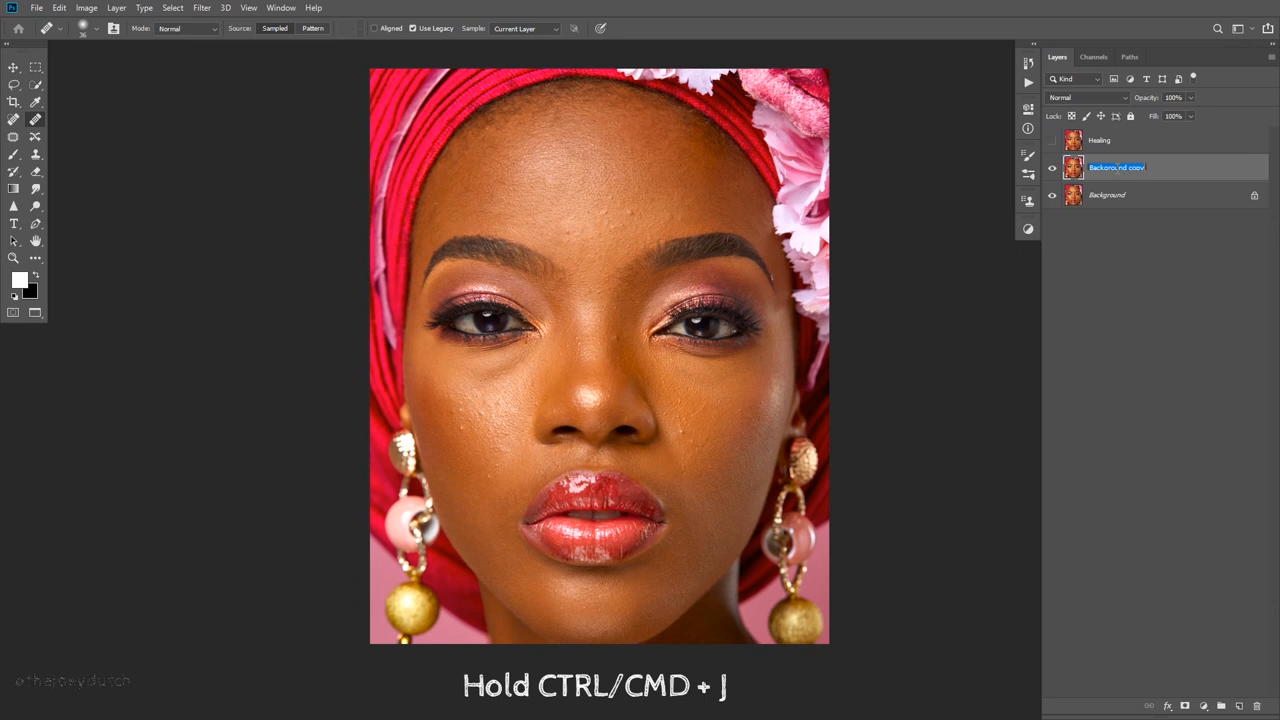 Ps File Edit Image Layer Type Select Filter 3D View Window Help
Mode: Normal Source: Sampled Pattern Aligned Use Legacy Sample: Current Layer
Layers Channels Paths
Kind
Normal Opacity: 100%
Lock: Fill: 100%
Healing
Background copy
Background
@thejoeydutch
Hold CTRL/CMD + J